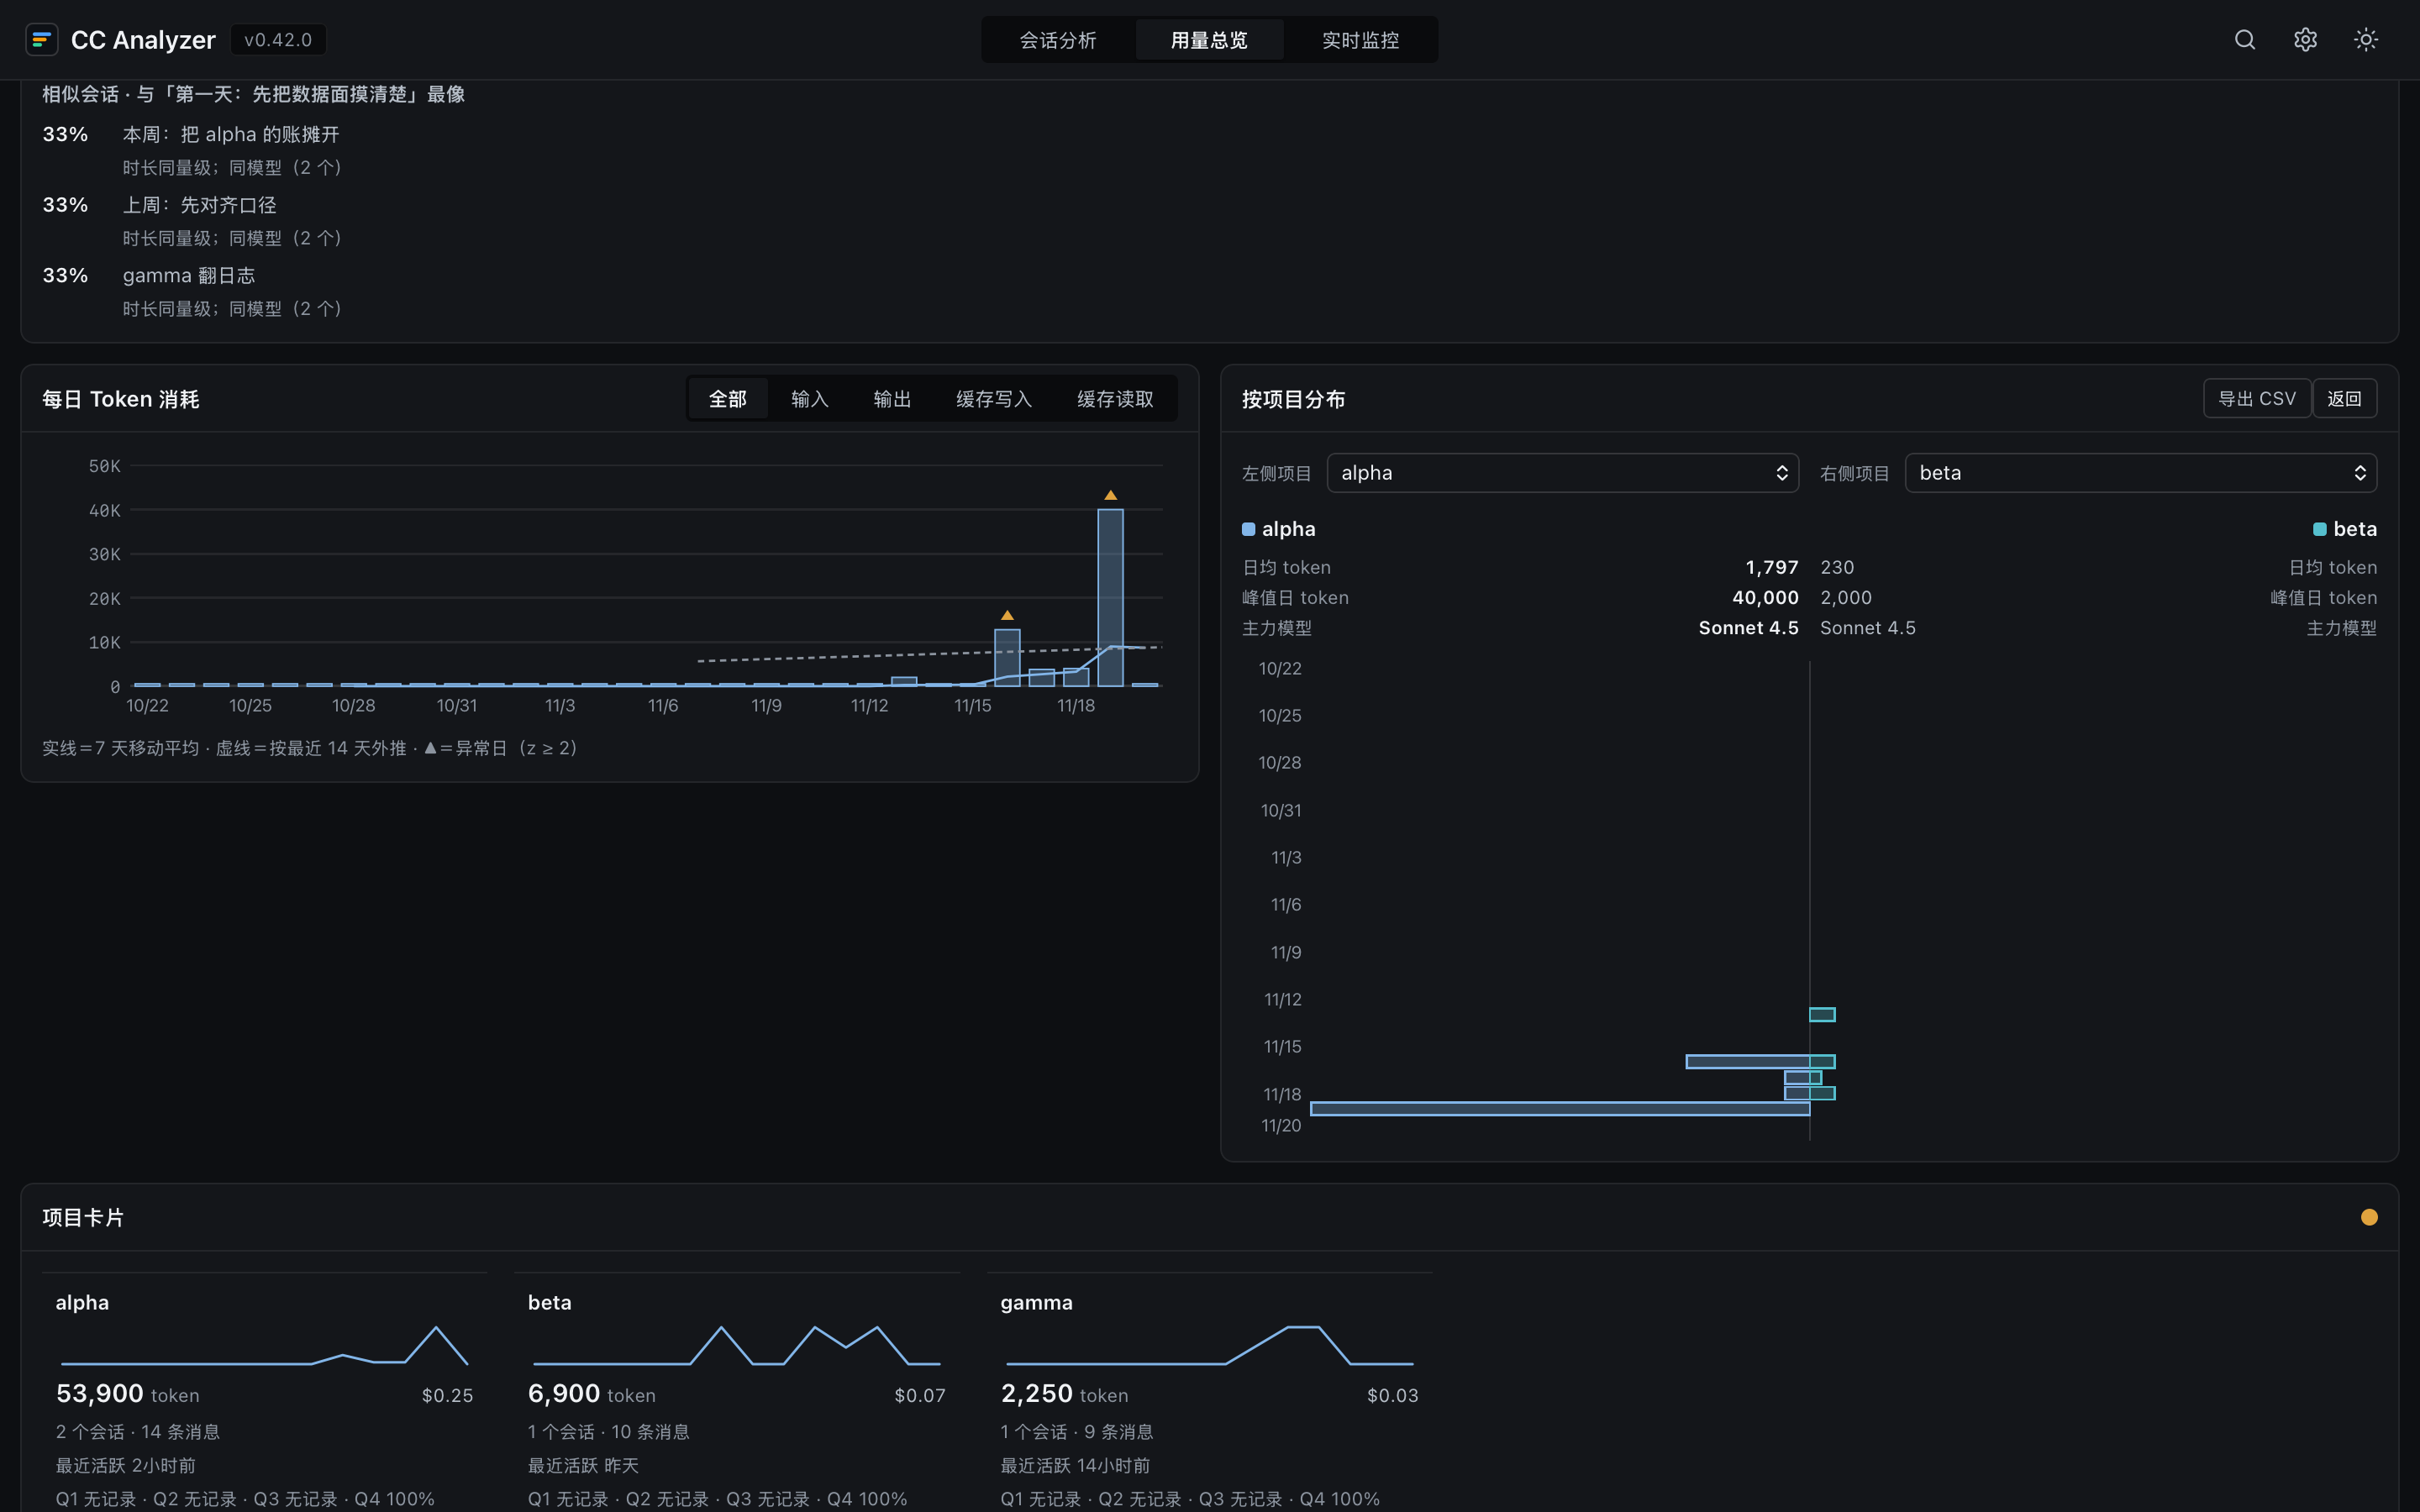 CC Analyzer v0.42.0
会话分析 用量总览 实时监控
相似会话 · 与「第一天：先把数据面摸清楚」最像
33% 本周：把 alpha 的账摊开
时长同量级；同模型（2 个）
33% 上周：先对齐口径
时长同量级；同模型（2 个）
33% gamma 翻日志
时长同量级；同模型（2 个）
每日 Token 消耗 全部 输入 输出 缓存写入 缓存读取
50K
40K
30K
20K
10K
0
10/22 10/25 10/28 10/31 11/3 11/6 11/9 11/12 11/15 11/18
实线＝7 天移动平均 · 虚线＝按最近 14 天外推 · ▲＝异常日（z ≥ 2）
按项目分布 导出 CSV 返回
左侧项目 alpha 右侧项目 beta
alpha beta
日均 token 1,797 230 日均 token
峰值日 token 40,000 2,000 峰值日 token
主力模型 Sonnet 4.5 Sonnet 4.5 主力模型
10/22
10/25
10/28
10/31
11/3
11/6
11/9
11/12
11/15
11/18
11/20
项目卡片
alpha
53,900 token $0.25
2 个会话 · 14 条消息
最近活跃 2小时前
Q1 无记录 · Q2 无记录 · Q3 无记录 · Q4 100%
beta
6,900 token $0.07
1 个会话 · 10 条消息
最近活跃 昨天
Q1 无记录 · Q2 无记录 · Q3 无记录 · Q4 100%
gamma
2,250 token $0.03
1 个会话 · 9 条消息
最近活跃 14小时前
Q1 无记录 · Q2 无记录 · Q3 无记录 · Q4 100%